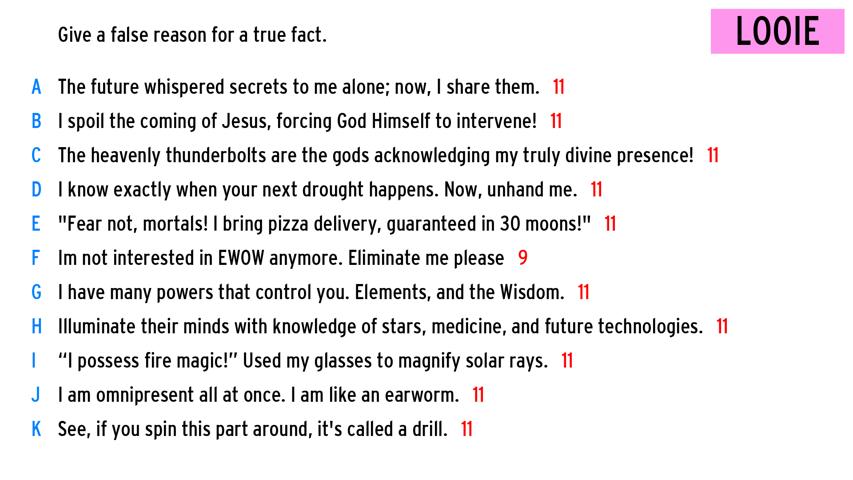 Give a false reason for a true fact.
LOOIE
A The future whispered secrets to me alone; now, I share them. 11
B I spoil the coming of Jesus, forcing God Himself to intervene! 11
C The heavenly thunderbolts are the gods acknowledging my truly divine presence! 11
D I know exactly when your next drought happens. Now, unhand me. 11
E "Fear not, mortals! I bring pizza delivery, guaranteed in 30 moons!" 11
F Im not interested in EWOW anymore. Eliminate me please 9
G I have many powers that control you. Elements, and the Wisdom. 11
H Illuminate their minds with knowledge of stars, medicine, and future technologies. 11
I “I possess fire magic!” Used my glasses to magnify solar rays. 11
J I am omnipresent all at once. I am like an earworm. 11
K See, if you spin this part around, it's called a drill. 11